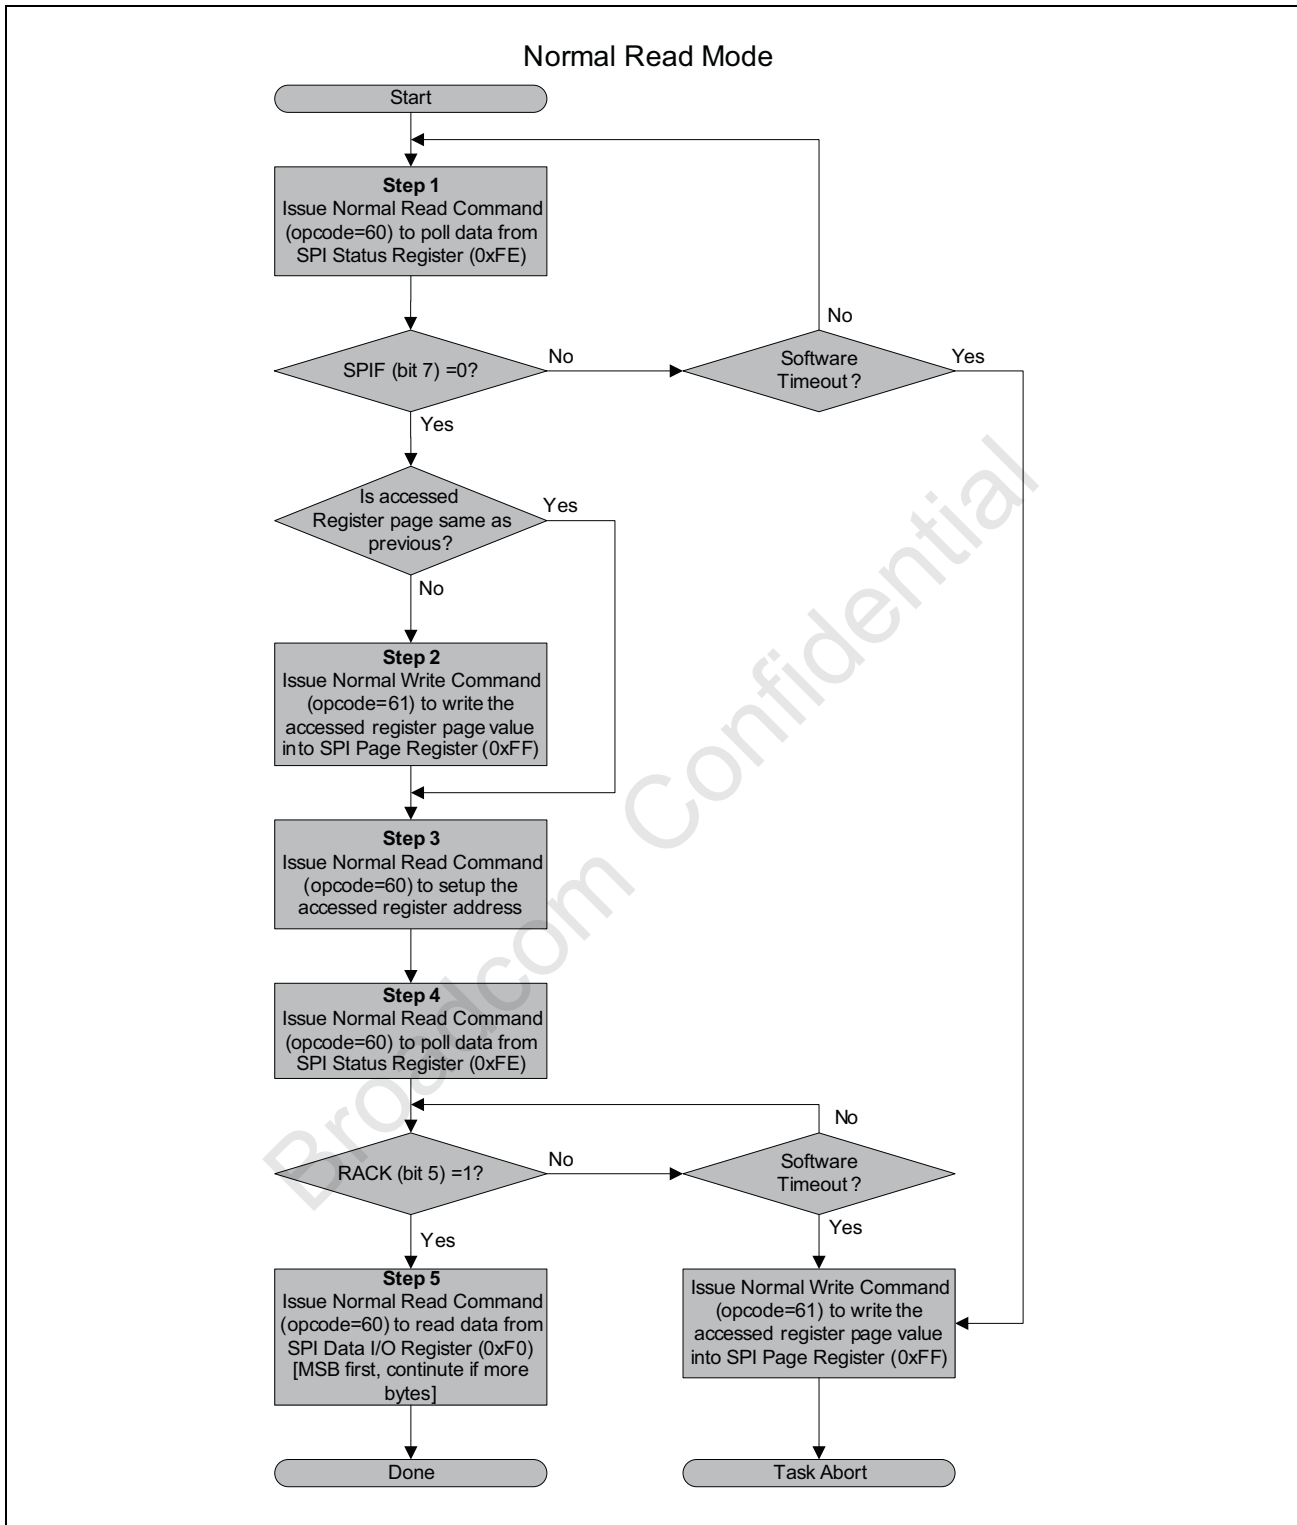 Normal Read Mode
Start
Step 1
Issue Normal Read Command
(opcode=60) to poll data from
SPI Status Register (0xFE)
No
SPIF (bit 7) =0?
No
Software
Timeout ?
Yes
Yes
Is accessed
Register page same as
previous?
Yes
No
Step 2
Issue Normal Write Command
(opcode=61) to write the
accessed register page value
into SPI Page Register (0xFF)
Step 3
Issue Normal Read Command
(opcode=60) to setup the
accessed register address
Step 4
Issue Normal Read Command
(opcode=60) to poll data from
SPI Status Register (0xFE)
No
RACK (bit 5) =1?
No
Software
Timeout ?
Yes
Yes
Step 5
Issue Normal Read Command
(opcode=60) to read data from
SPI Data I/O Register (0xF0)
[MSB first, continute if more
bytes]
Issue Normal Write Command
(opcode=61) to write the
accessed register page value
into SPI Page Register (0xFF)
Done
Task Abort
Broadcom Confidential